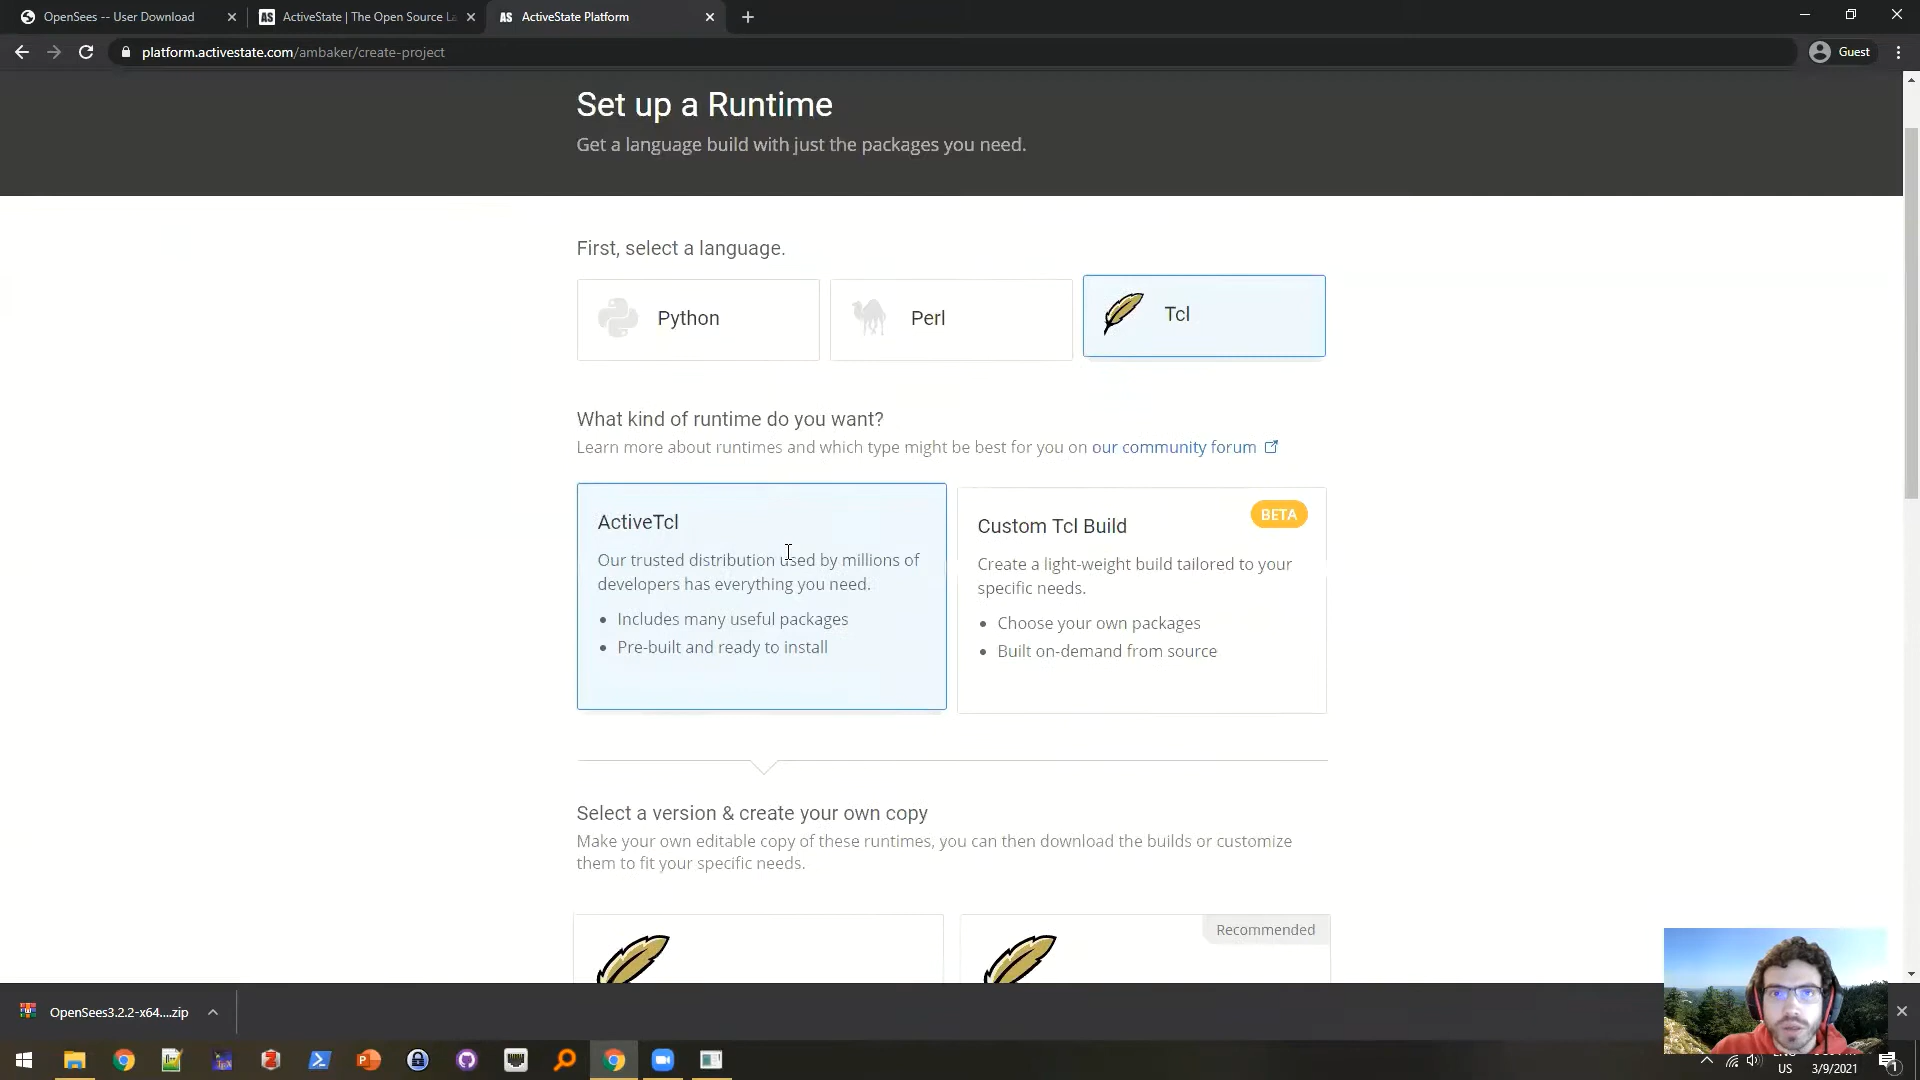 OpenSees -- User Download
AS ActiveState | The Open Source La
AS ActiveState Platform
platform.activestate.com/ambaker/create-project
Guest
Set up a Runtime
Get a language build with just the packages you need.
First, select a language.
Python
Perl
Tcl
What kind of runtime do you want?
Learn more about runtimes and which type might be best for you on our community forum
ActiveTcl
Our trusted distribution used by millions of
developers has everything you need.
• Includes many useful packages
• Pre-built and ready to install
BETA
Custom Tcl Build
Create a light-weight build tailored to your
specific needs.
• Choose your own packages
• Built on-demand from source
Select a version & create your own copy
Make your own editable copy of these runtimes, you can then download the builds or customize
them to fit your specific needs.
Recommended
OpenSees3.2.2-x64....zip
US
3/9/2021
1